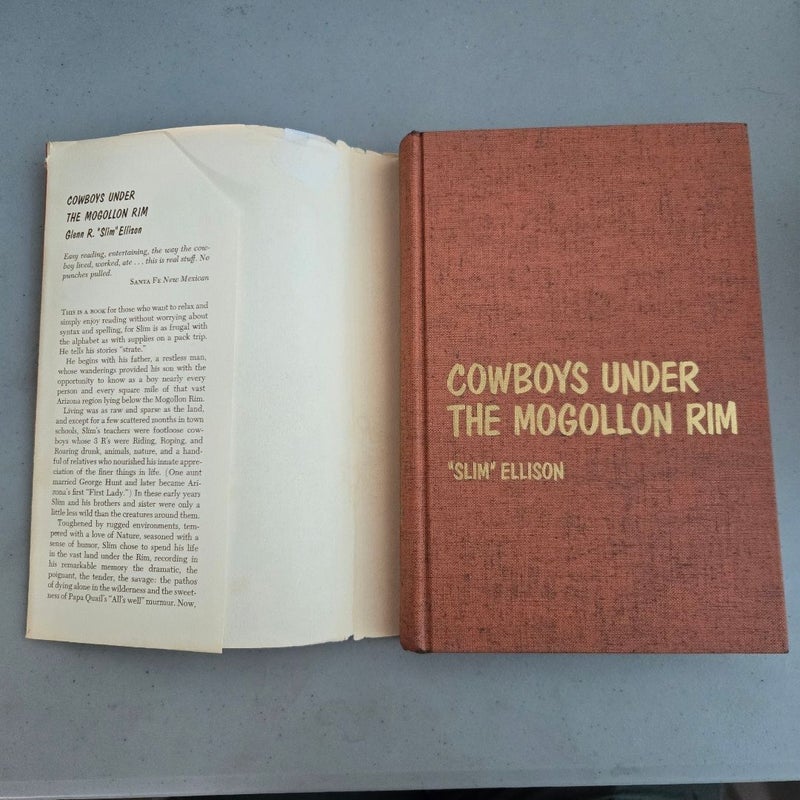 COWBOYS UNDER
THE MOGOLLON RIM
Glenn R. "Slim" Ellison
Easy reading, entertaining, the way the cow-
boy lived, worked, ate . . . this is real stuff. No
punches pulled.
SANTA FE New Mexican
THIS IS A BOOK for those who want to relax and
simply enjoy reading without worrying about
syntax and spelling, for Slim is as frugal with
the alphabet as with supplies on a pack trip.
He tells his stories "strate."
He begins with his father, a restless man,
whose wanderings provided his son with the
opportunity to know as a boy nearly every
person and every square mile of that vast
Arizona region lying below the Mogollon Rim.
Living was as raw and sparse as the land,
and except for a few scattered months in town
schools, Slim's teachers were footloose cow-
boys whose 3 R's were Riding, Roping, and
Roaring drunk, animals, nature, and a hand-
ful of relatives who nourished his innate appre-
ciation of the finer things in life. (One aunt
married George Hunt and later became Ari-
zona's first "First Lady.") In these early years
Slim and his brothers and sister were only a
little less wild than the creatures around them.
Toughened by rugged environments, tem-
pered with a love of Nature, seasoned with a
sense of humor, Slim chose to spend his life
in the vast land under the Rim, recording in
his remarkable memory the dramatic, the
poignant, the tender, the savage: the pathos
of dying alone in the wilderness and the sweet-
ness of Papa Quail's "All's well" murmur. Now,
COWBOYS UNDER
THE MOGOLLON RIM
"SLIM" ELLISON